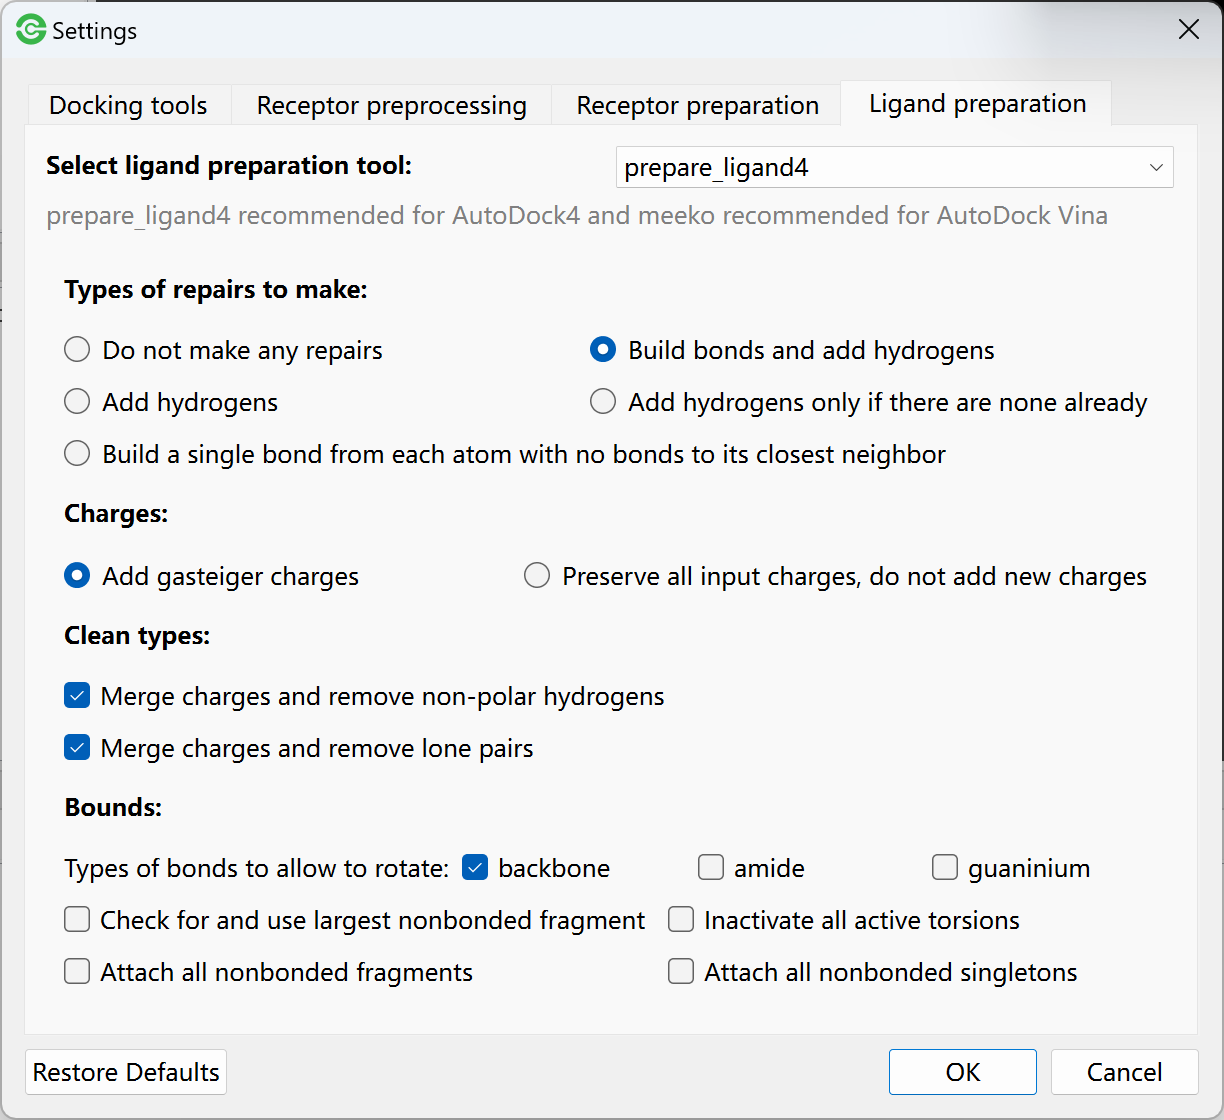 Settings
Docking tools Receptor preprocessing Receptor preparation Ligand preparation
Select ligand preparation tool: prepare_ligand4
prepare_ligand4 recommended for AutoDock4 and meeko recommended for AutoDock Vina
Types of repairs to make:
Do not make any repairs Build bonds and add hydrogens
Add hydrogens Add hydrogens only if there are none already
Build a single bond from each atom with no bonds to its closest neighbor
Charges:
Add gasteiger charges Preserve all input charges, do not add new charges
Clean types:
Merge charges and remove non-polar hydrogens
Merge charges and remove lone pairs
Bounds:
Types of bonds to allow to rotate: backbone amide guaninium
Check for and use largest nonbonded fragment Inactivate all active torsions
Attach all nonbonded fragments Attach all nonbonded singletons
Restore Defaults OK Cancel